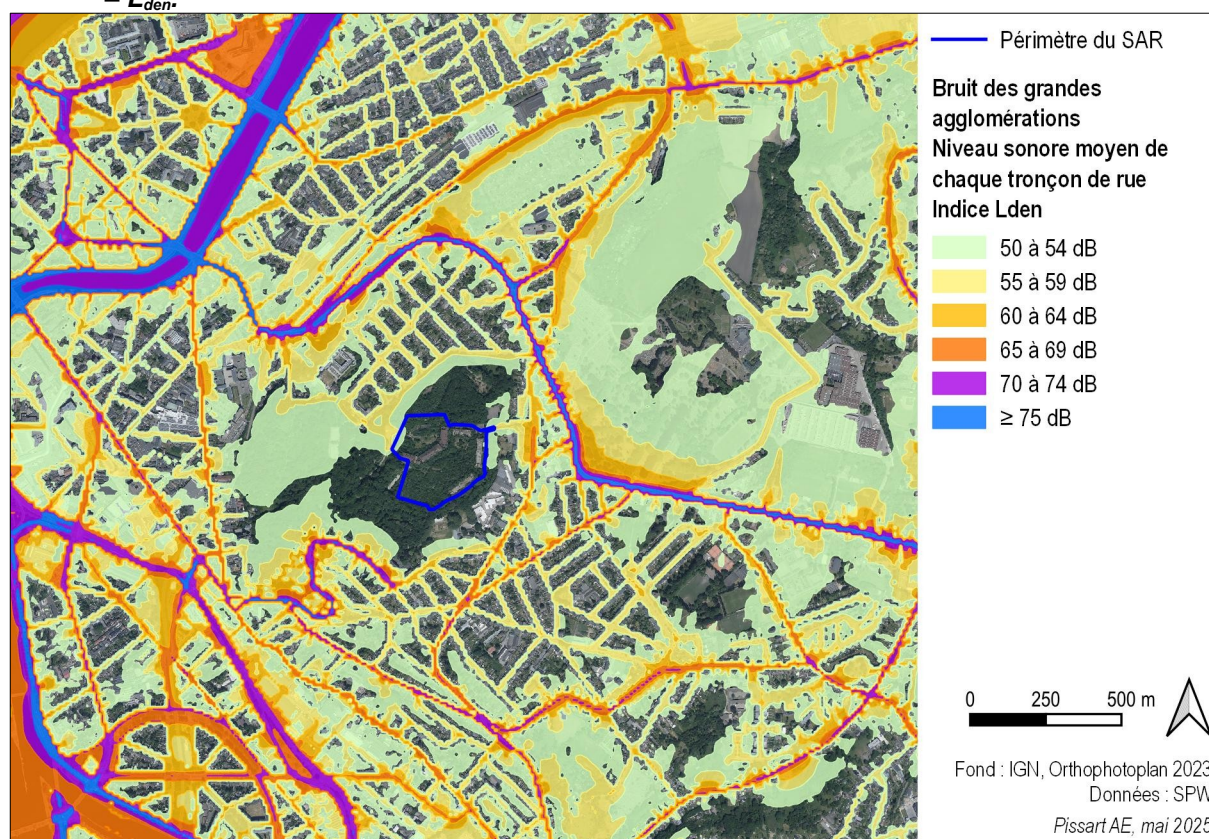 – Lden.
Périmètre du SAR
Bruit des grandes
agglomérations
Niveau sonore moyen de
chaque tronçon de rue
Indice Lden
50 à 54 dB
55 à 59 dB
60 à 64 dB
65 à 69 dB
70 à 74 dB
≥ 75 dB
0 250 500 m
Fond : IGN, Orthophotoplan 2023
Données : SPW
Pissart AE, mai 2025